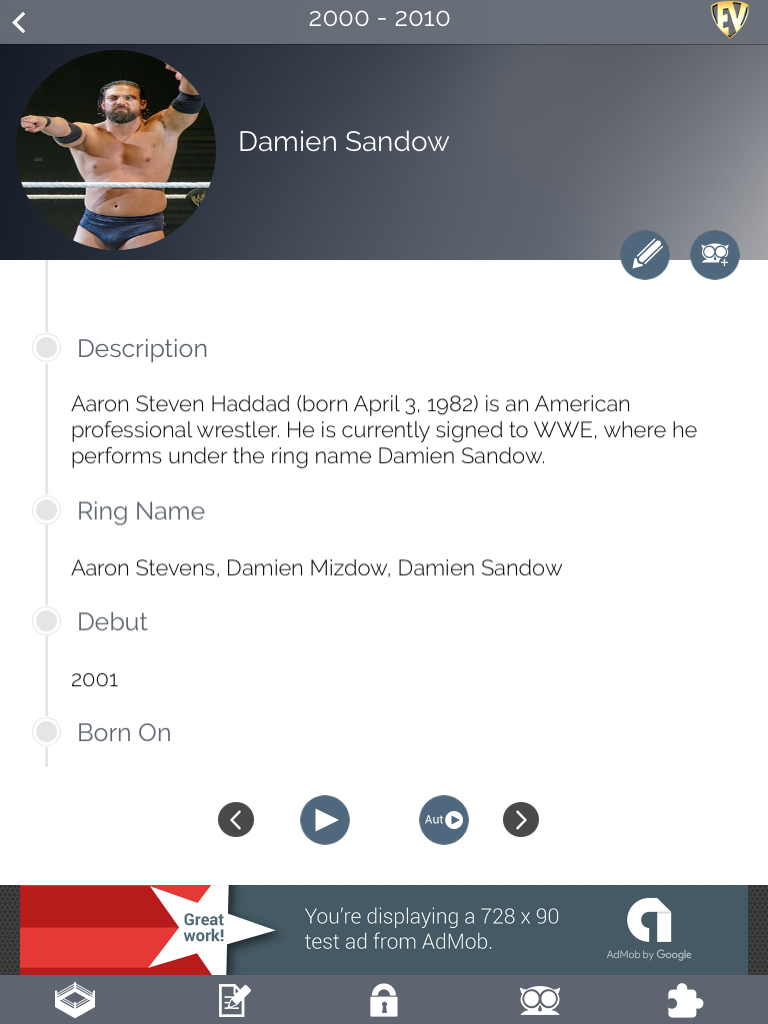 2000 - 2010
EV
Damien Sandow
Description
Aaron Steven Haddad (born April 3, 1982) is an American
professional wrestler. He is currently signed to WWE, where he
performs under the ring name Damien Sandow.
Ring Name
Aaron Stevens, Damien Mizdow, Damien Sandow
Debut
2001
Born On
Aut
Great
work!
You're displaying a 728 x 90
test ad from AdMob.
AdMob by Google